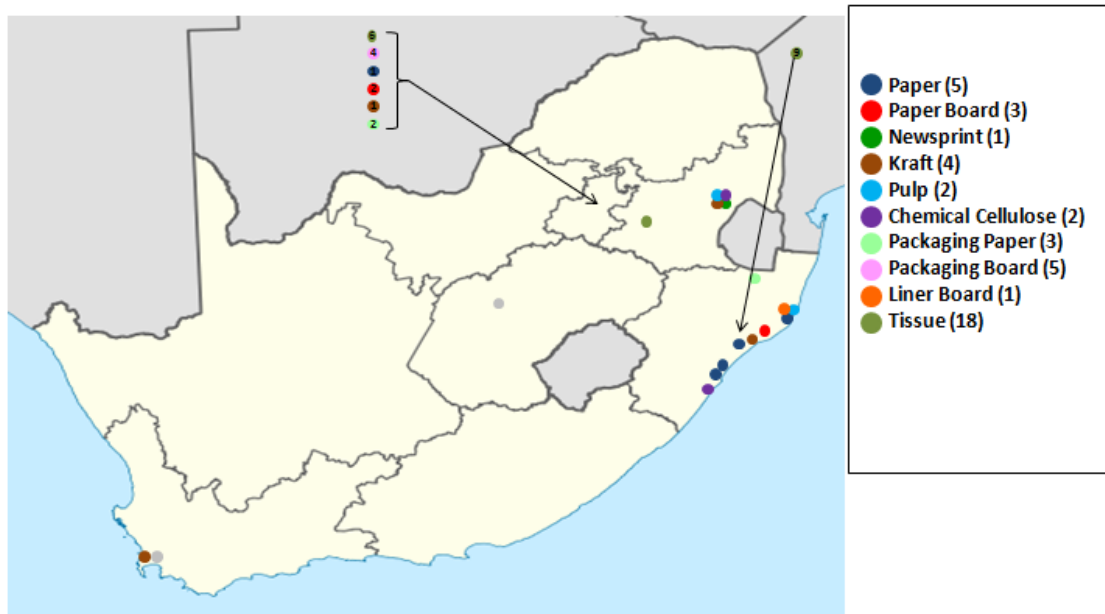 6
4
1
2
1
2
9
Paper (5)
Paper Board (3)
Newsprint (1)
Kraft (4)
Pulp (2)
Chemical Cellulose (2)
Packaging Paper (3)
Packaging Board (5)
Liner Board (1)
Tissue (18)